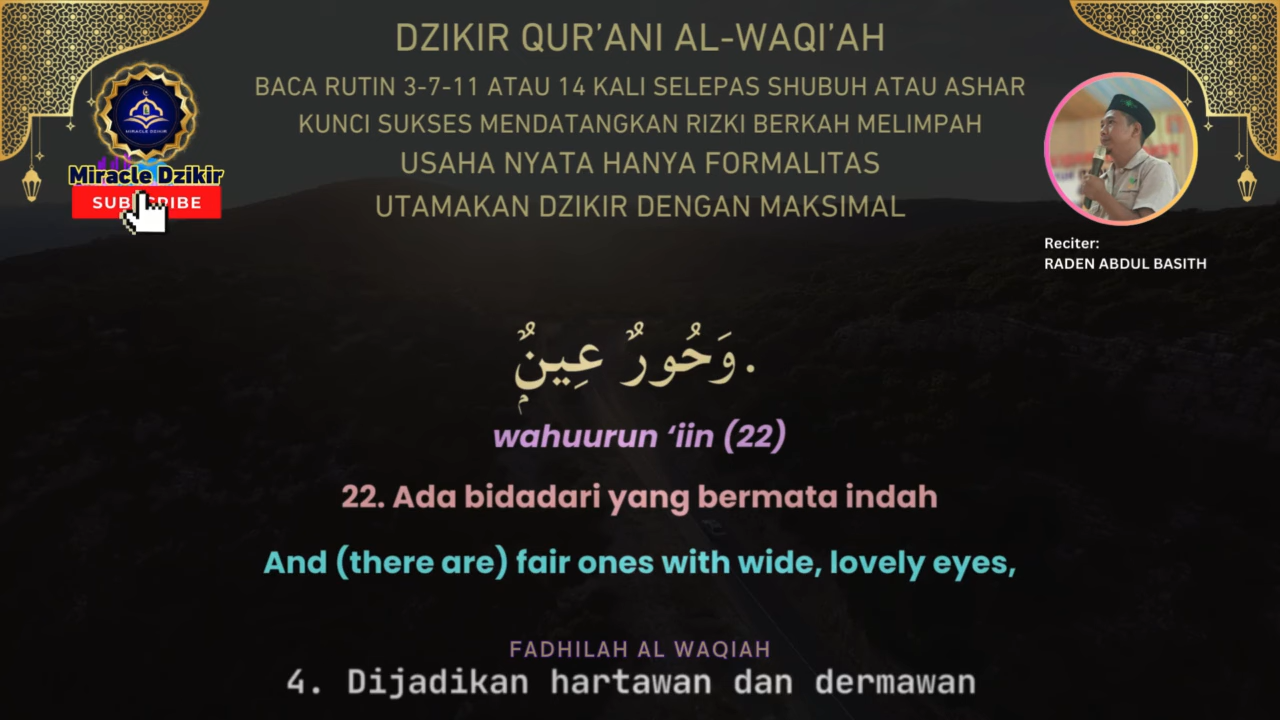 DZIKIR QUR'ANI AL-WAQI'AH
BACA RUTIN 3-7-11 ATAU 14 KALI SELEPAS SHUBUH ATAU ASHAR
KUNCI SUKSES MENDATANGKAN RIZKI BERKAH MELIMPAH
USAHA NYATA HANYA FORMALITAS
UTAMAKAN DZIKIR DENGAN MAKSIMAL
MIRACLE DZIKIR
Miracle Dzikir
SUBSCRIBE
Reciter:
RADEN ABDUL BASITH
وَحُورٌ عِينٌۭ.
wahuurun ‘iin (22)
22. Ada bidadari yang bermata indah
And (there are) fair ones with wide, lovely eyes,
FADHILAH AL WAQIAH
4. Dijadikan hartawan dan dermawan